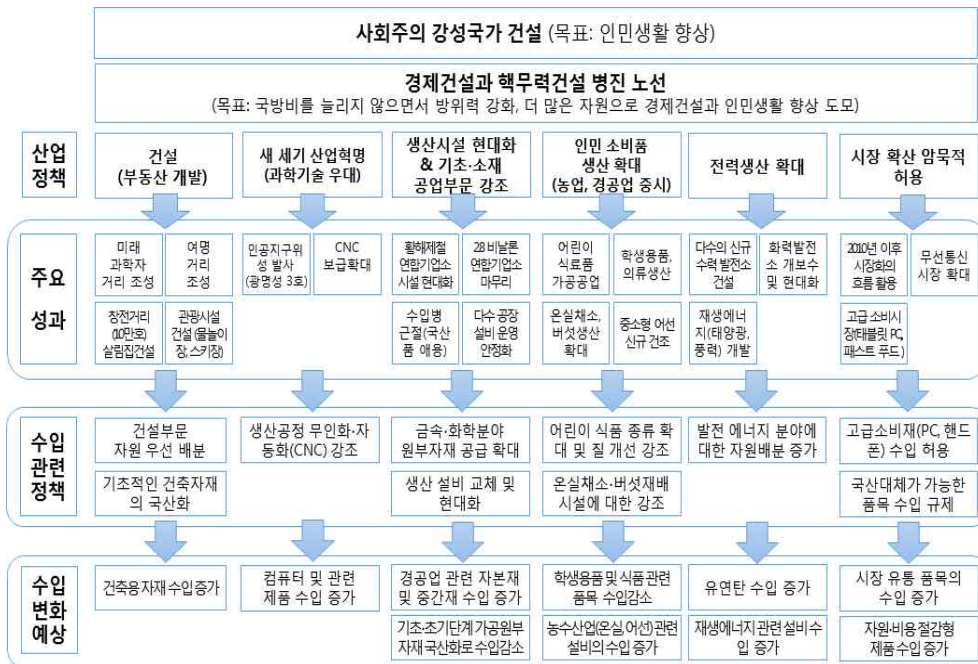 사회주의 강성국가 건설 (목표: 인민생활 향상)
경제건설과 핵무력건설 병진 노선
(목표: 국방비를 늘리지 않으면서 방위력 강화, 더 많은 자원으로 경제건설과 인민생활 향상 도모)
산업
정책
건설
(부동산 개발)
새 세기 산업혁명
(과학기술 우대)
생산시설 현대화
& 기초·소재
공업부문 강조
인민 소비품
생산 확대
(농업, 경공업 중시)
전력생산 확대
시장 확산 암묵적
허용
주요
성과
미래
과학자
거리 조성
여명
거리
조성
창전거리
(10만호)
살림집건설
관광시설
건설 (물놀이
장, 스키장)
인공지구위
성 발사
(광명성 3호)
CNC
보급확대
황해제철
연합기업소
시설 현대화
28 비날론
연합기업소
마무리
수입병
근절(국산
품 애용)
다수 공장
설비 운영
안정화
어린이
식료품
가공공업
학생용품,
의류생산
온실채소,
버섯생산
확대
중소형 어선
신규 건조
다수의 신규
수력 발전소
건설
화력발전
소 개보수
및 현대화
재생에너
지(태양광,
풍력) 개발
2010년 이후
시장화의
흐름 활용
무선통신
시장 확대
고급 소비시
장(태블릿 PC,
패스트 푸드)
수입
관련
정책
건설부문
자원 우선 배분
기초적인 건축자재
의 국산화
생산공정 무인화·자
동화(CNC) 강조
금속·화학분야
원부자재 공급 확대
생산 설비 교체 및
현대화
어린이 식품 종류 확
대 및 질 개선 강조
온실채소·버섯재배
시설에 대한 강조
발전 에너지 분야에
대한 자원배분 증가
고급소비재(PC, 핸드
폰) 수입 허용
국산대체가 가능한
품목 수입 규제
수입
변화
예상
건축용 자재 수입 증가
컴퓨터 및 관련
제품 수입 증가
경공업 관련 자본재
및 중간재 수입 증가
기초·초기단계 가공원부
자재 국산화로 수입감소
학생용품 및 식품 관련
품목 수입감소
농수산업(온실, 어선) 관련
설비의 수입 증가
유연탄 수입 증가
재생에너지 관련 설비 수
입 증가
시장 유통 품목의
수입 증가
자원·비용 절감형
제품 수입 증가